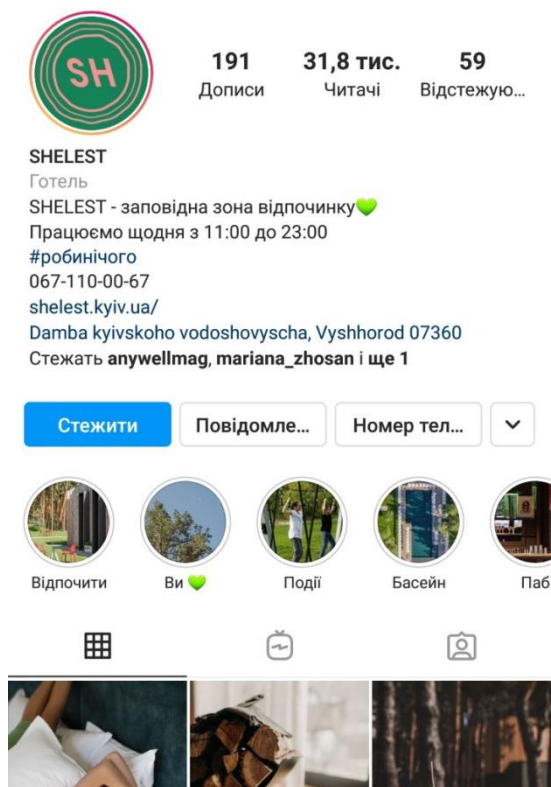 SH
191
31,8 тис.
59
Дописи
Читачі
Відстежую...
SHELEST
Готель
SHELEST - заповідна зона відпочинку💚
Працюємо щодня з 11:00 до 23:00
#робинічого
067-110-00-67
shelest.kyiv.ua/
Damba kyivskoho vodoshovyscha, Vyshhorod 07360
Стежать anywellmag, mariana_zhosan і ще 1
Стежити
Повідомле...
Номер тел...
Відпочити
Ви 💚
Події
Басейн
Паб